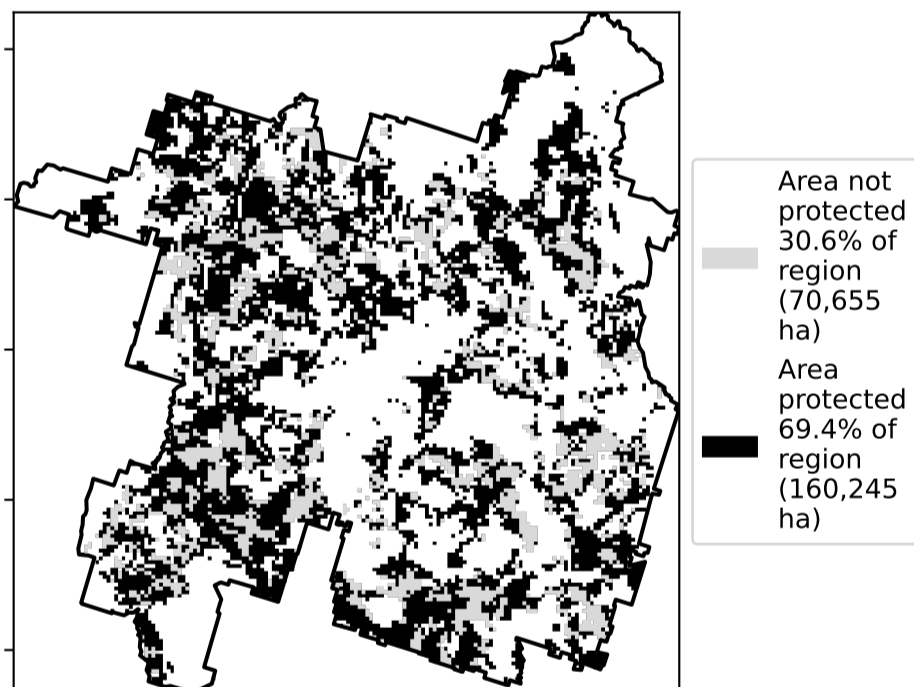 Area not
protected
30.6% of
region
(70,655
ha)
Area
protected
69.4% of
region
(160,245
ha)